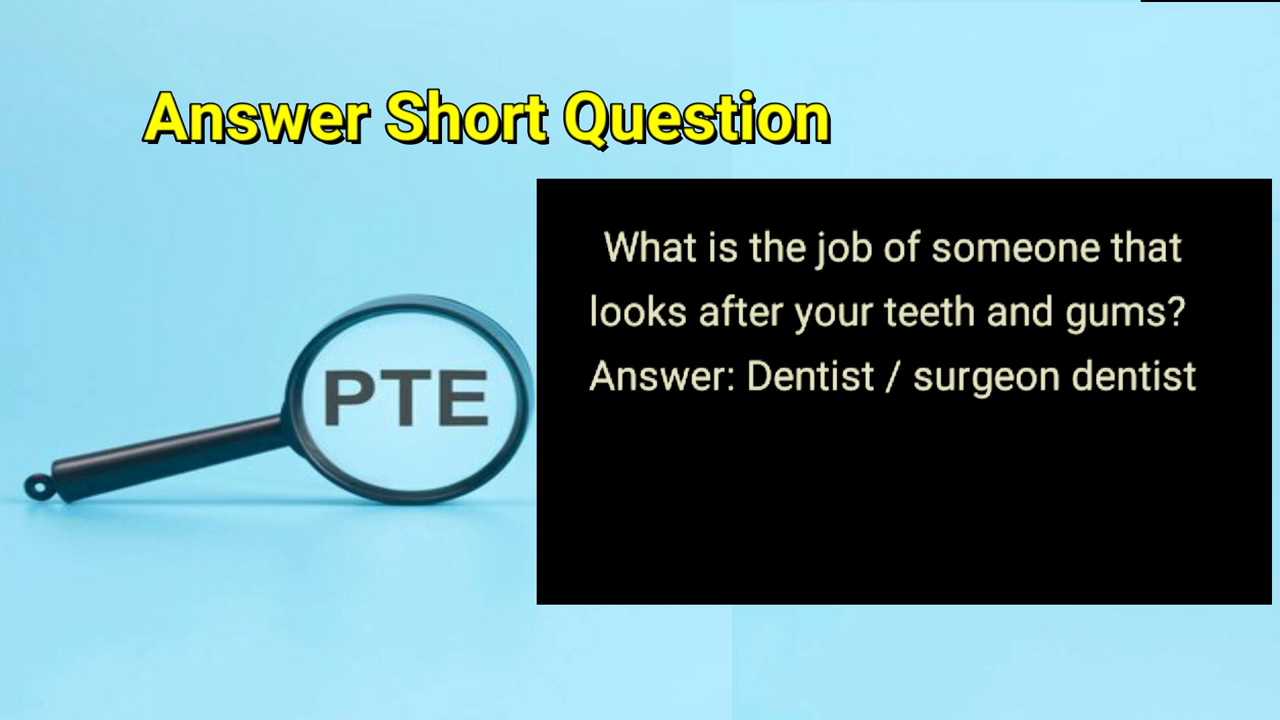 Answer Short Question
What is the job of someone that
looks after your teeth and gums?
Answer: Dentist / surgeon dentist
PTE